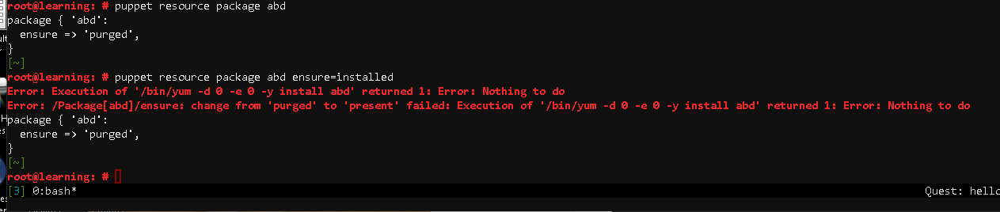 root@learning: # puppet resource package abd
package { 'abd':
  ensure => 'purged',
}
[~]
root@learning: # puppet resource package abd ensure=installed
Error: Execution of '/bin/yum -d 0 -e 0 -y install abd' returned 1: Error: Nothing to do
Error: /Package[abd]/ensure: change from 'purged' to 'present' failed: Execution of '/bin/yum -d 0 -e 0 -y install abd' returned 1: Error: Nothing to do
package { 'abd':
  ensure => 'purged',
}
[~]
root@learning: #
[3] 0:bash* Quest: hello